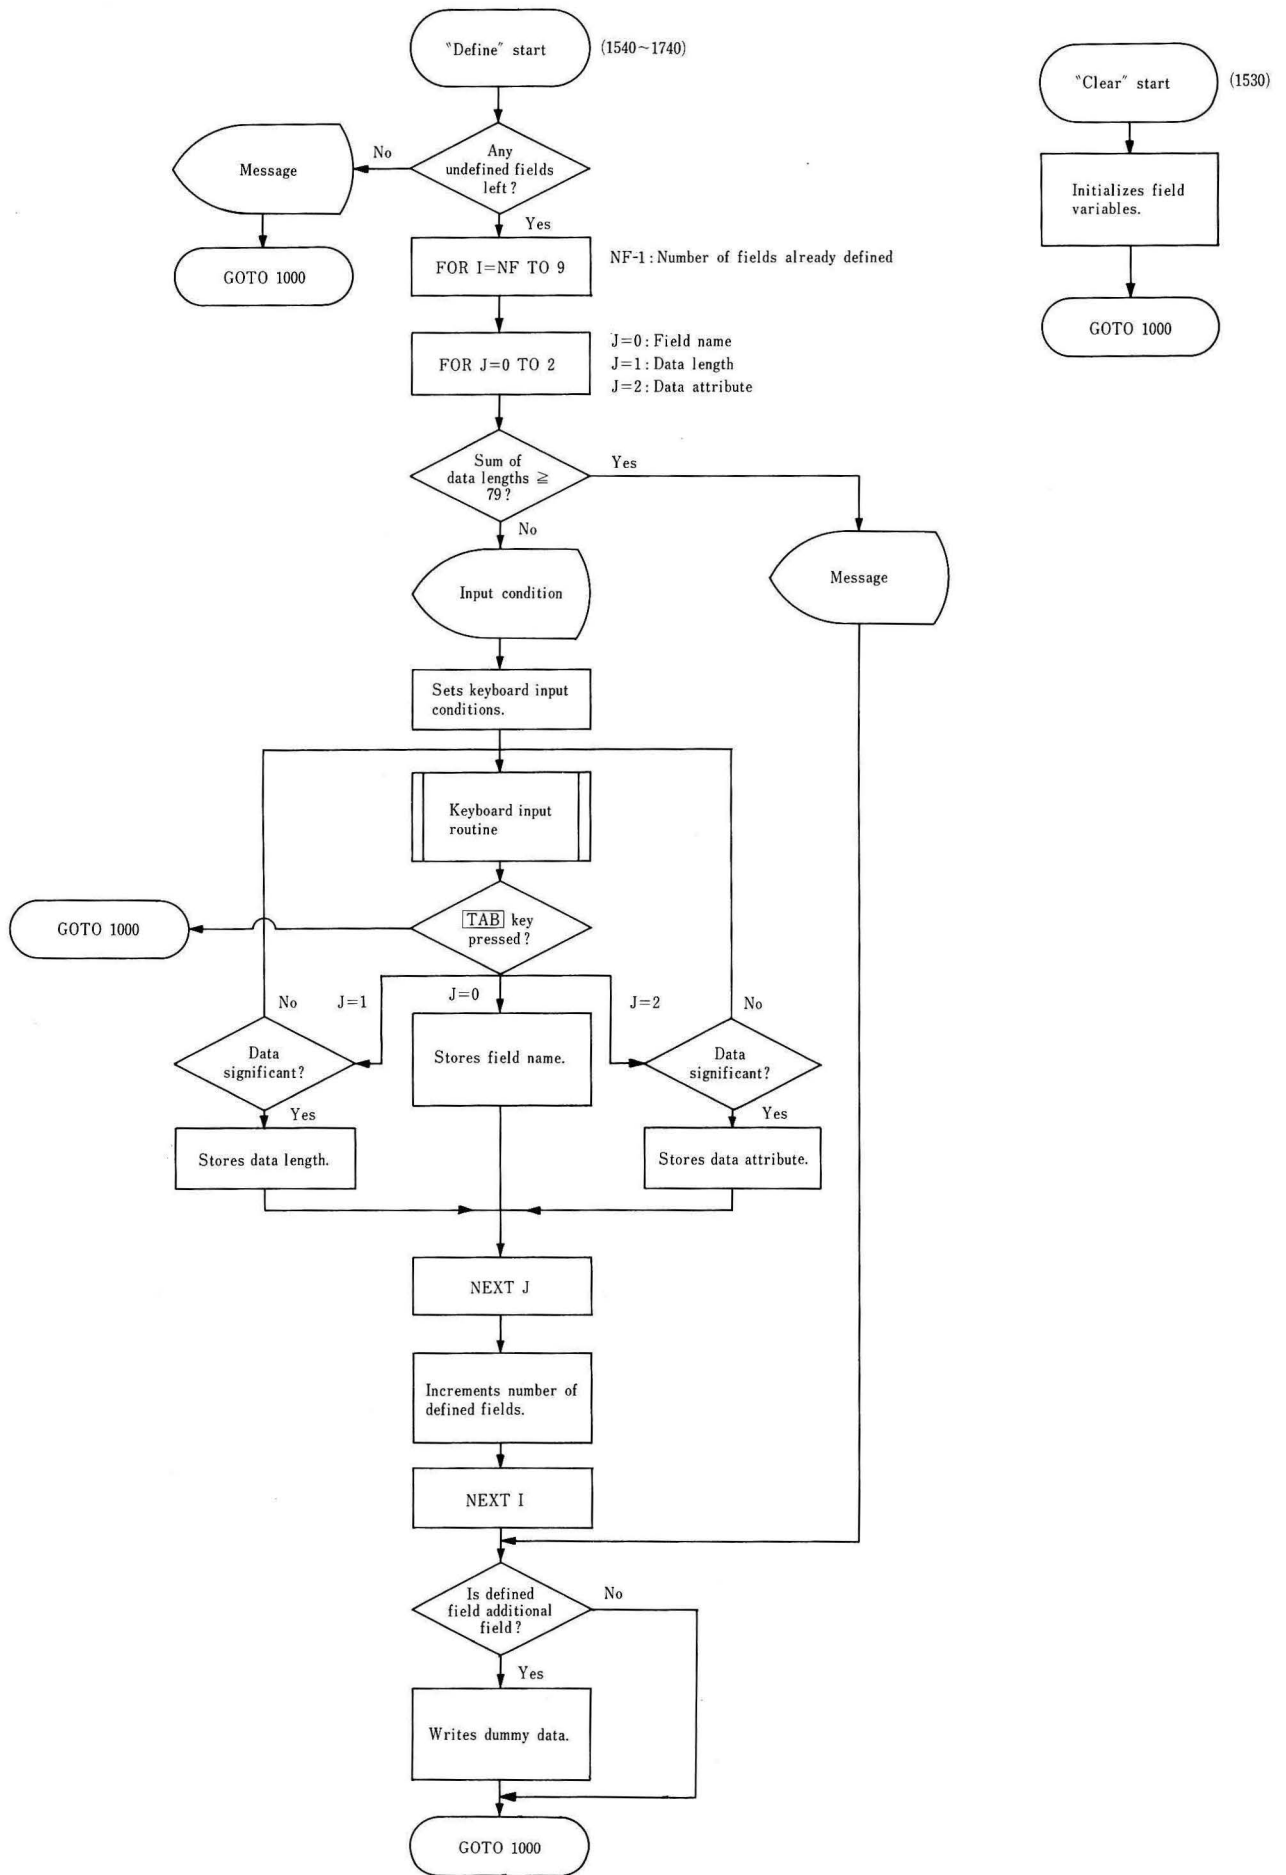 "Define" start
(1540~1740)
Any
undefined fields
left?
No
Message
GOTO 1000
Yes
FOR I=NF TO 9
NF-1: Number of fields already defined
FOR J=0 TO 2
J=0: Field name
J=1: Data length
J=2: Data attribute
Sum of
data lengths ≧
79?
Yes
Message
No
Input condition
Sets keyboard input
conditions.
Keyboard input
routine
TAB key
pressed?
GOTO 1000
No
J=1
J=0
J=2
No
Data
significant?
Stores field name.
Data
significant?
Yes
Yes
Stores data length.
Stores data attribute.
NEXT J
Increments number of
defined fields.
NEXT I
Is defined
field additional
field?
No
Yes
Writes dummy data.
GOTO 1000
"Clear" start
(1530)
Initializes field
variables.
GOTO 1000